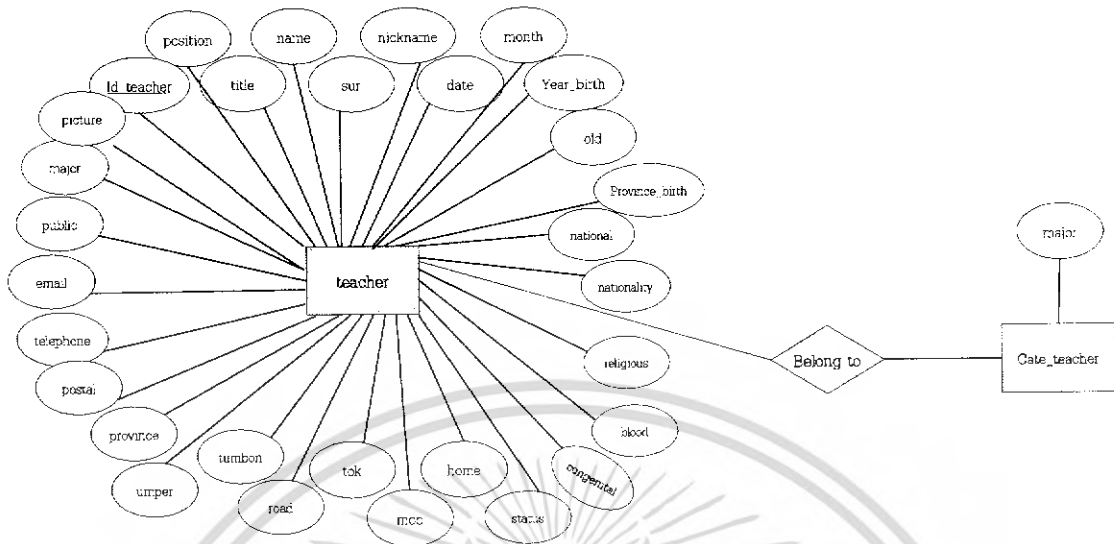 position
name
nickname
month
Id_teacher
title
sur
date
Year_birth
picture
old
major
Province_birth
public
national
major
email
teacher
nationality
telephone
religious
Belong to
Cate_teacher
postal
province
blood
tumbon
tok
home
congenital
umper
road
moo
status